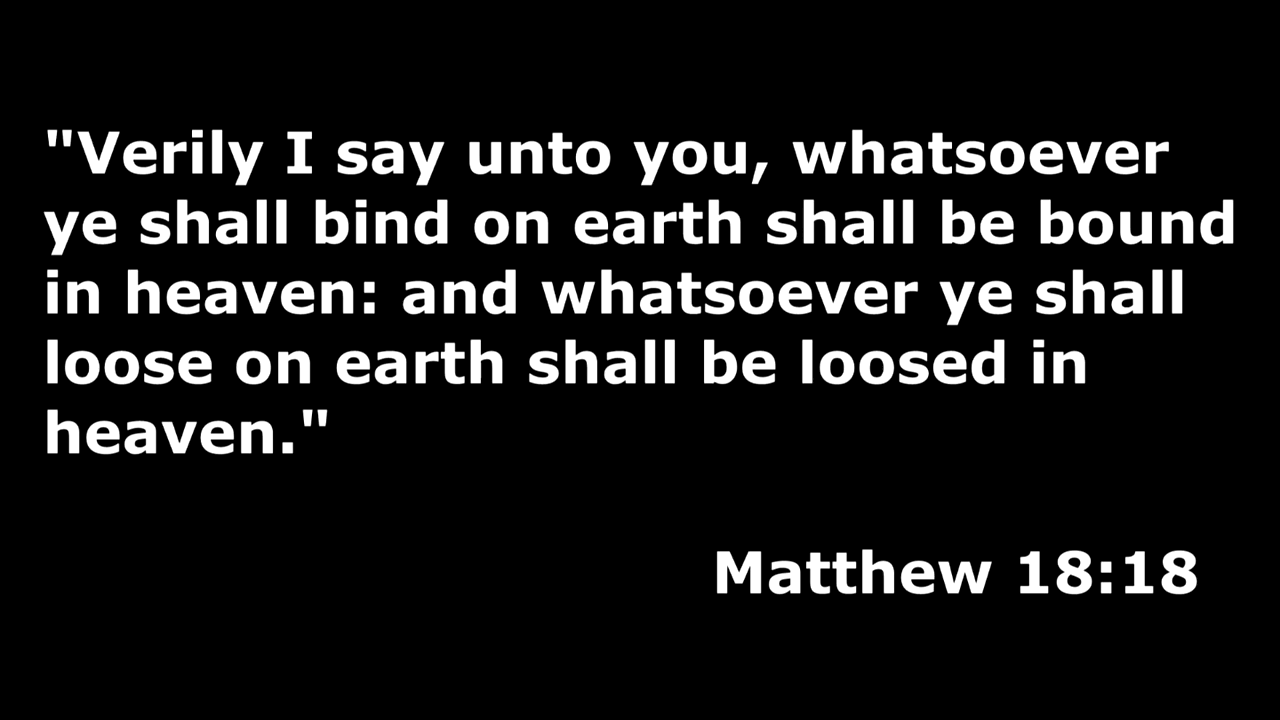 "Verily I say unto you, whatsoever
ye shall bind on earth shall be bound
in heaven: and whatsoever ye shall
loose on earth shall be loosed in
heaven."
Matthew 18:18